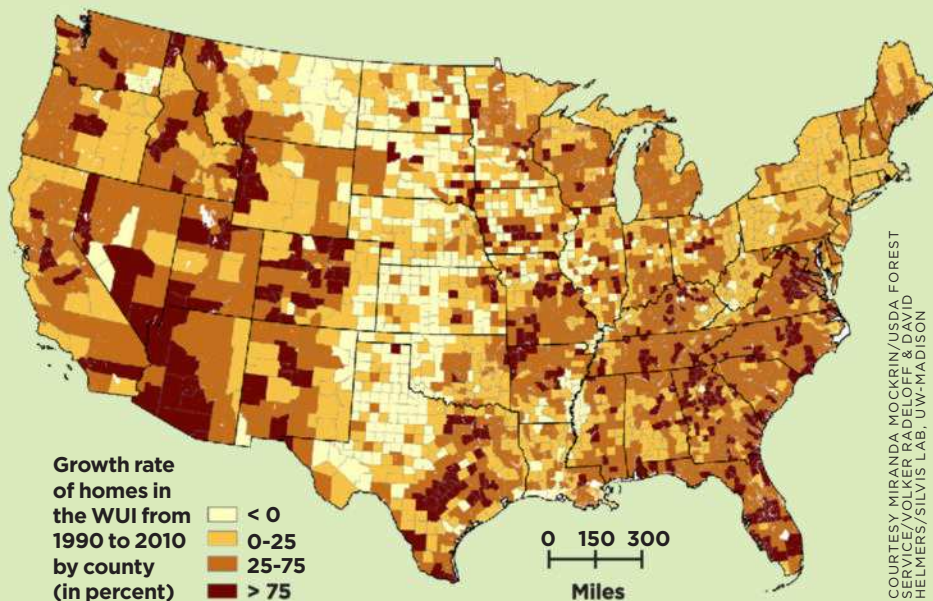 Growth rate
of homes in
the WUI from
1990 to 2010
by county
(in percent)
< 0
0-25
25-75
> 75
0 150 300
Miles
COURTESY MIRANDA MOCKRIN/USDA FOREST
SERVICE/VOLKER RADELOFF & DAVID
HELMERS/SILVIS LAB, UW-MADISON